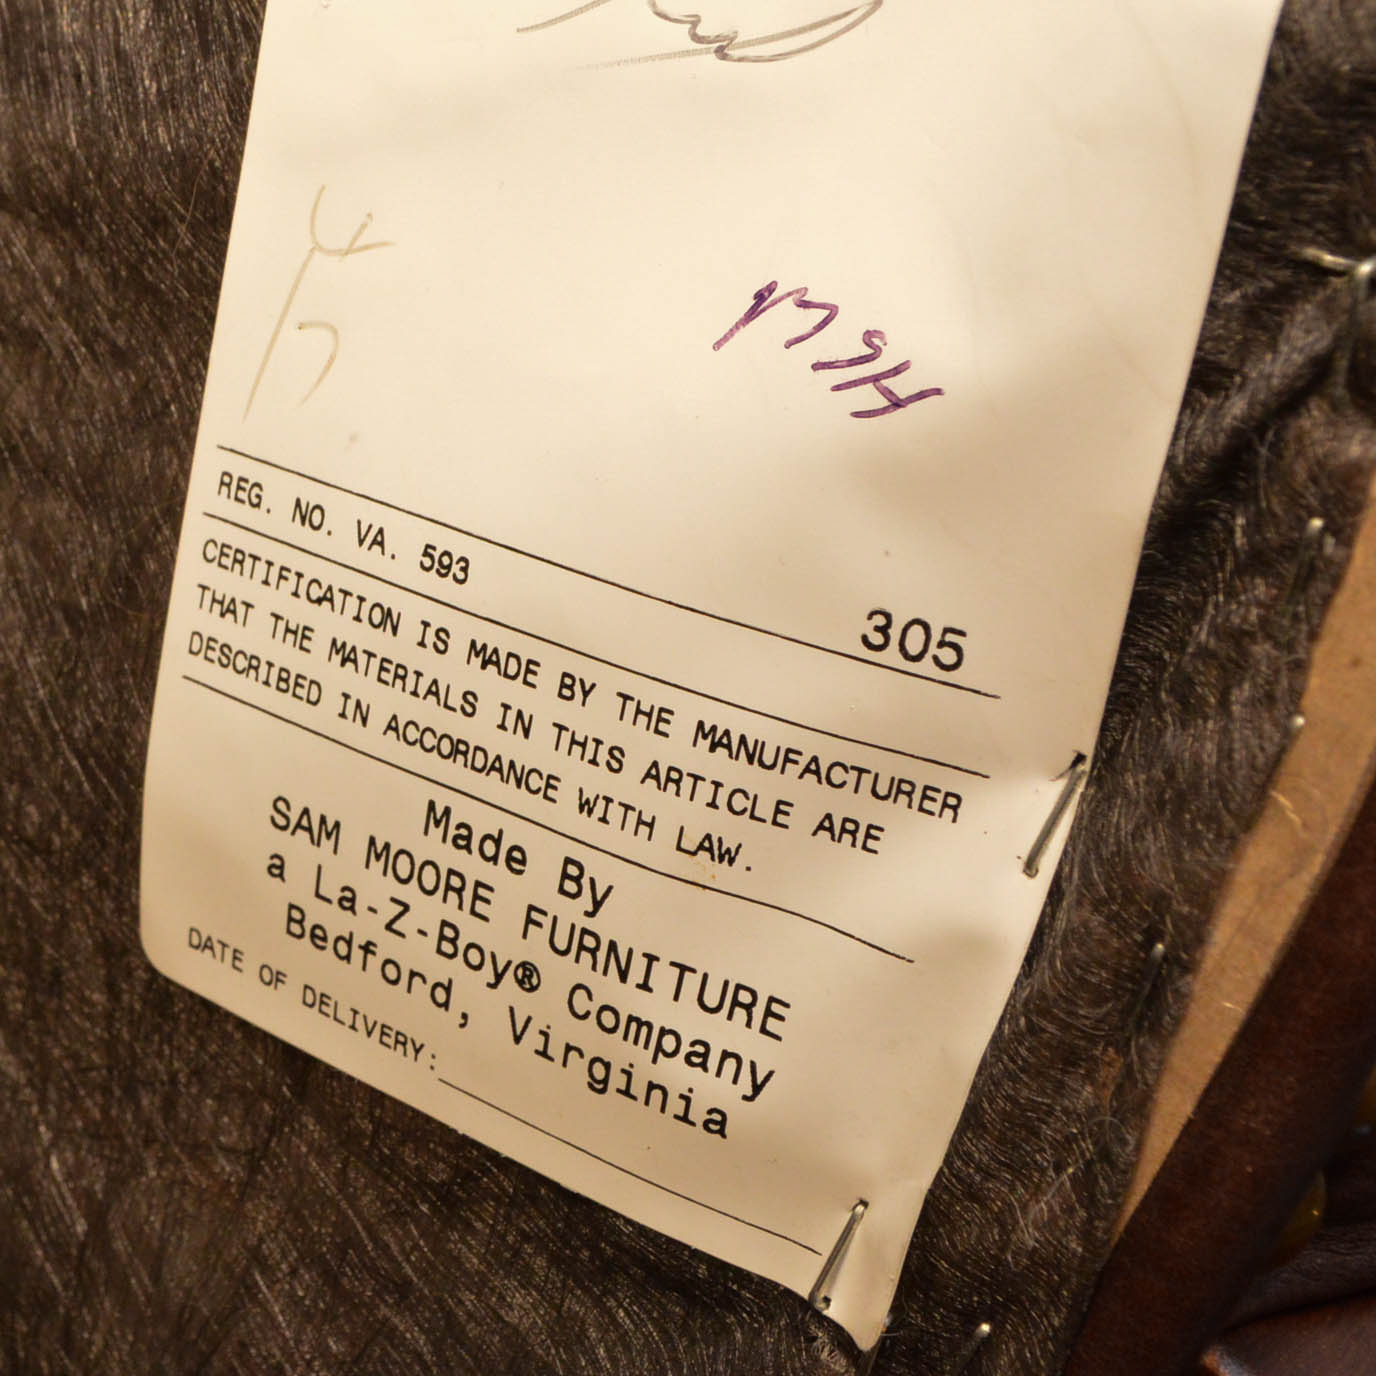 REG. NO. VA. 593
305
CERTIFICATION IS MADE BY THE MANUFACTURER
THAT THE MATERIALS IN THIS ARTICLE ARE
DESCRIBED IN ACCORDANCE WITH LAW.
Made By
SAM MOORE FURNITURE
a La-Z-Boy® Company
Bedford, Virginia
DATE OF DELIVERY: